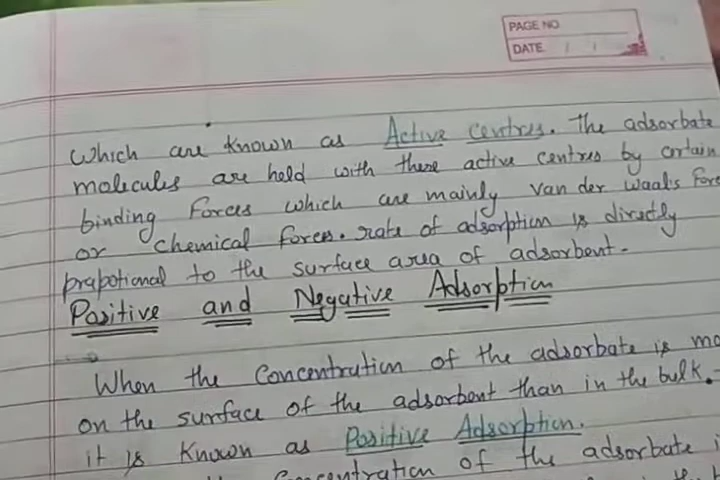 PAGE NO
DATE / /
which are known as Active centres. The adsorbate
molecules are held with these active centres by certain
binding Forces which are mainly van der waals Force
or chemical forces. rate of adsorption is directly
prapotional to the surface area of adsorbent.
Positive and Negative Adsorption
When the Concentration of the adsorbate is
on the surface of the adsorbent than in the bulk.
it is known as Positive Adsorption.
Concentration of the adsorbate